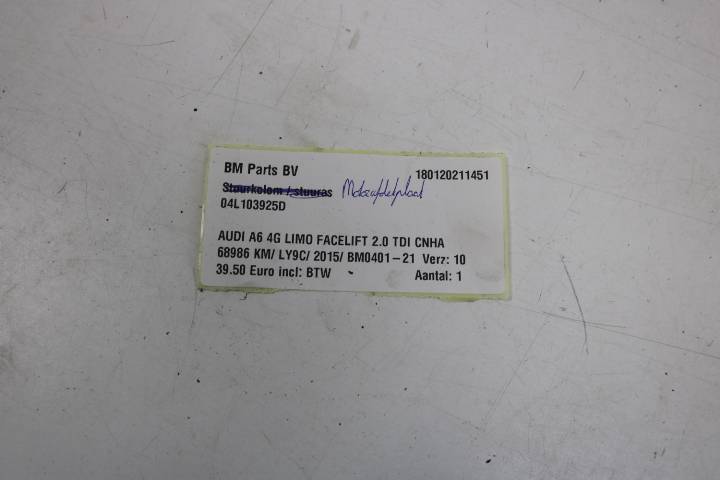 BM Parts BV 180120211451
Stuurkolom / stuuras Motorafdekplaat
04L103925D
AUDI A6 4G LIMO FACELIFT 2.0 TDI CNHA
68986 KM/ LY9C/ 2015/ BM0401-21 Verz: 10
39.50 Euro incl: BTW Aantal: 1